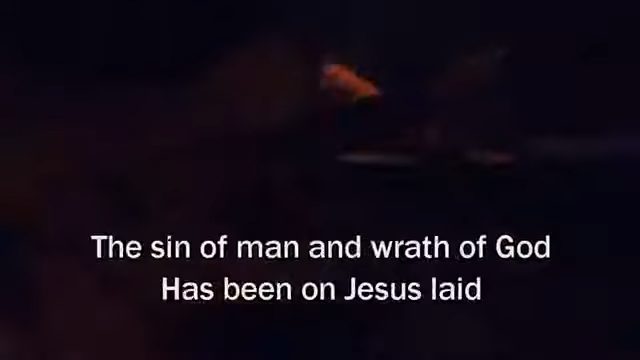 The sin of man and wrath of God
Has been on Jesus laid